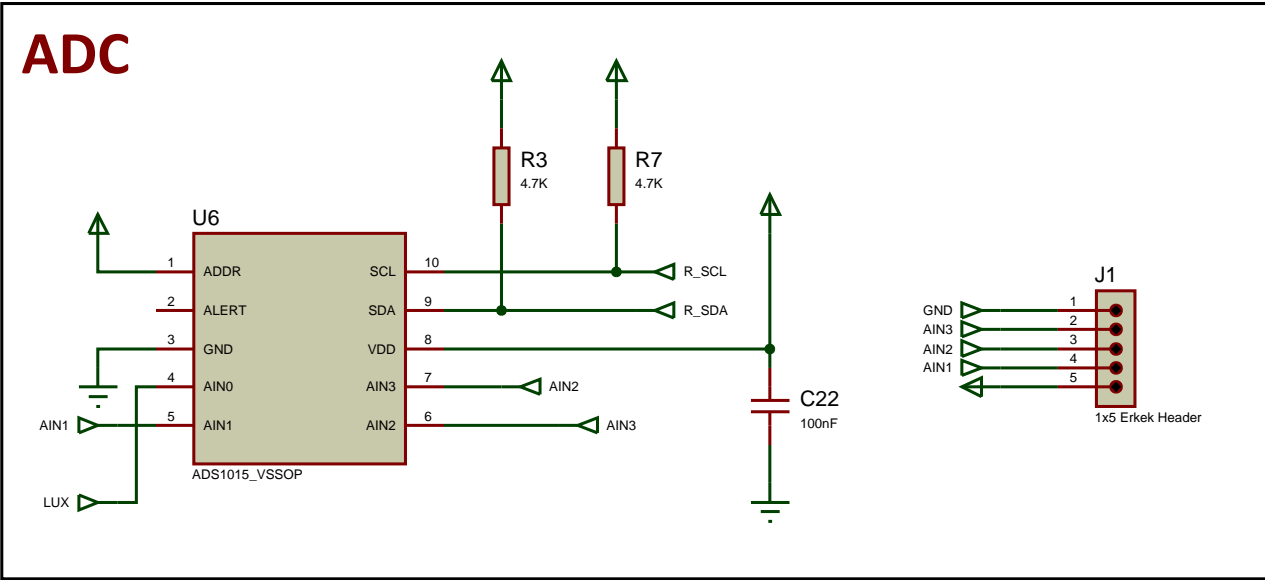 ADC
R3
4.7K
R7
4.7K
U6
1 ADDR SCL 10 R_SCL
2 ALERT SDA 9 R_SDA
3 GND VDD 8
4 AIN0 AIN3 7 AIN2
AIN1 5 AIN1 AIN2 6 AIN3
ADS1015_VSSOP
LUX
C22
100nF
J1
GND 1
AIN3 2
AIN2 3
AIN1 4
5
1x5 Erkek Header